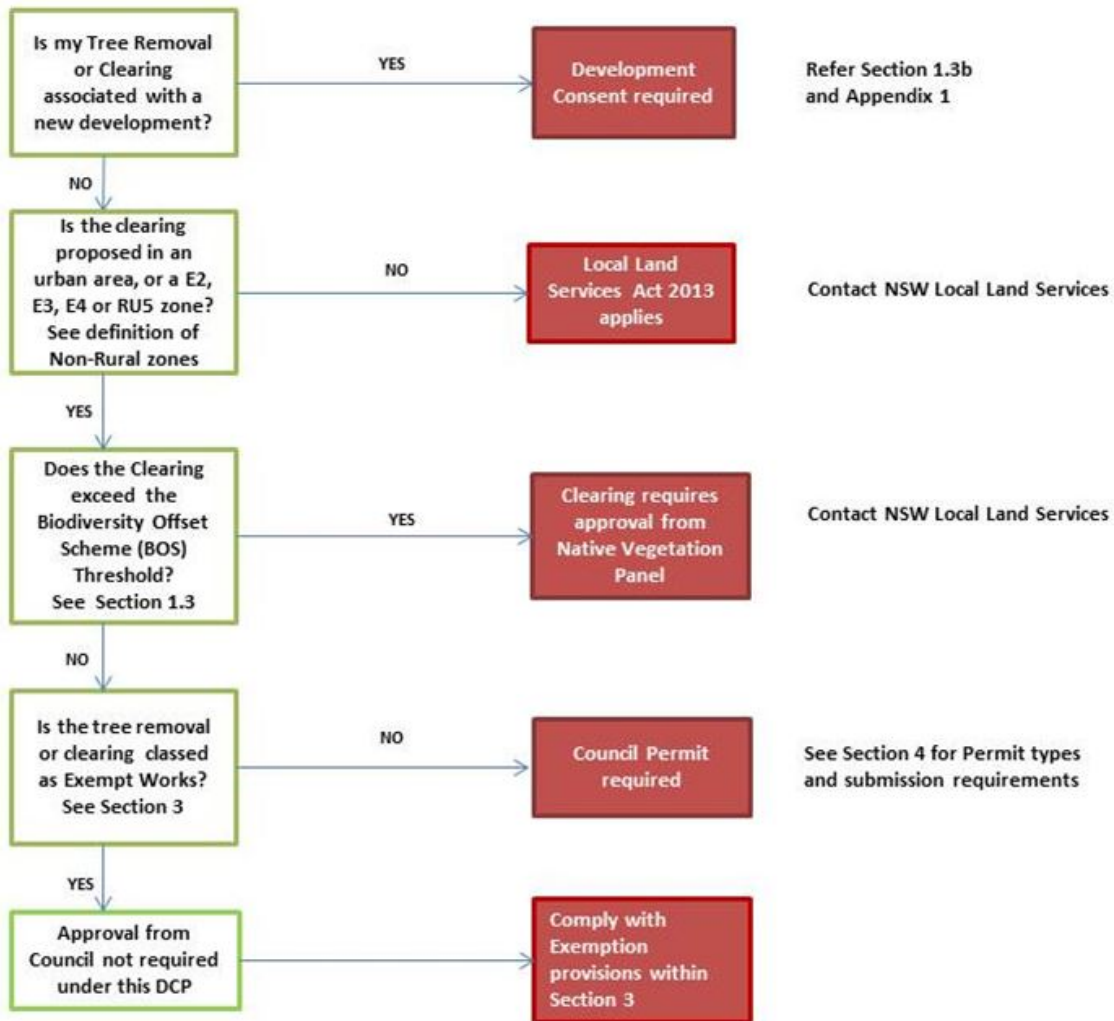 Is my Tree Removal
or Clearing
associated with a
new development?
YES
Development
Consent required
Refer Section 1.3b
and Appendix 1
NO
Is the clearing
proposed in an
urban area, or a E2,
E3, E4 or RU5 zone?
See definition of
Non-Rural zones
NO
Local Land
Services Act 2013
applies
Contact NSW Local Land Services
YES
Does the Clearing
exceed the
Biodiversity Offset
Scheme (BOS)
Threshold?
See Section 1.3
YES
Clearing requires
approval from
Native Vegetation
Panel
Contact NSW Local Land Services
NO
Is the tree removal
or clearing classed
as Exempt Works?
See Section 3
NO
Council Permit
required
See Section 4 for Permit types
and submission requirements
YES
Approval from
Council not required
under this DCP
Comply with
Exemption
provisions within
Section 3